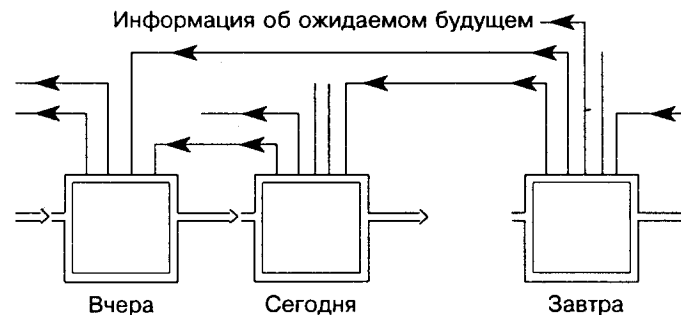 Информация об ожидаемом будущем
Вчера
Сегодня
Завтра